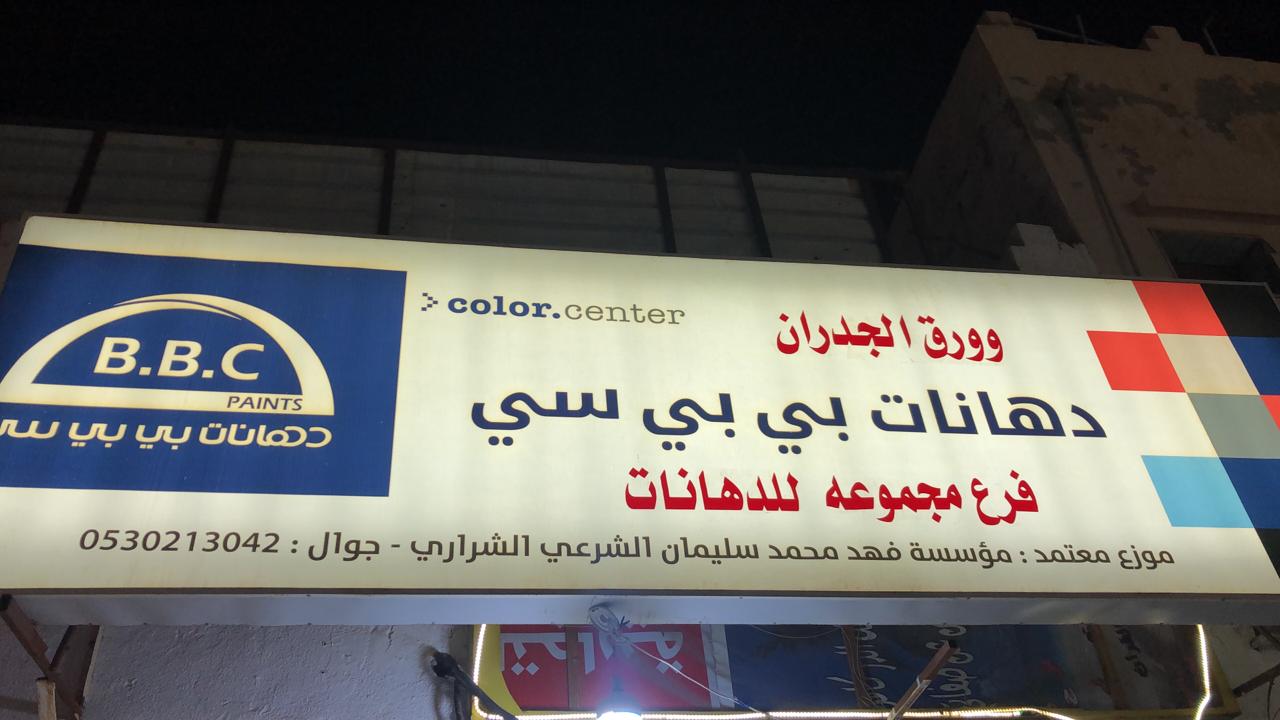 B.B.C
PAINTS
دهانات بي بي سي
color.center
وورق الجدران
دهانات بي بي سي
فرع مجموعه للدهانات
موزع معتمد : مؤسسة فهد محمد سليمان الشرعي الشراري - جوال : 0530213042